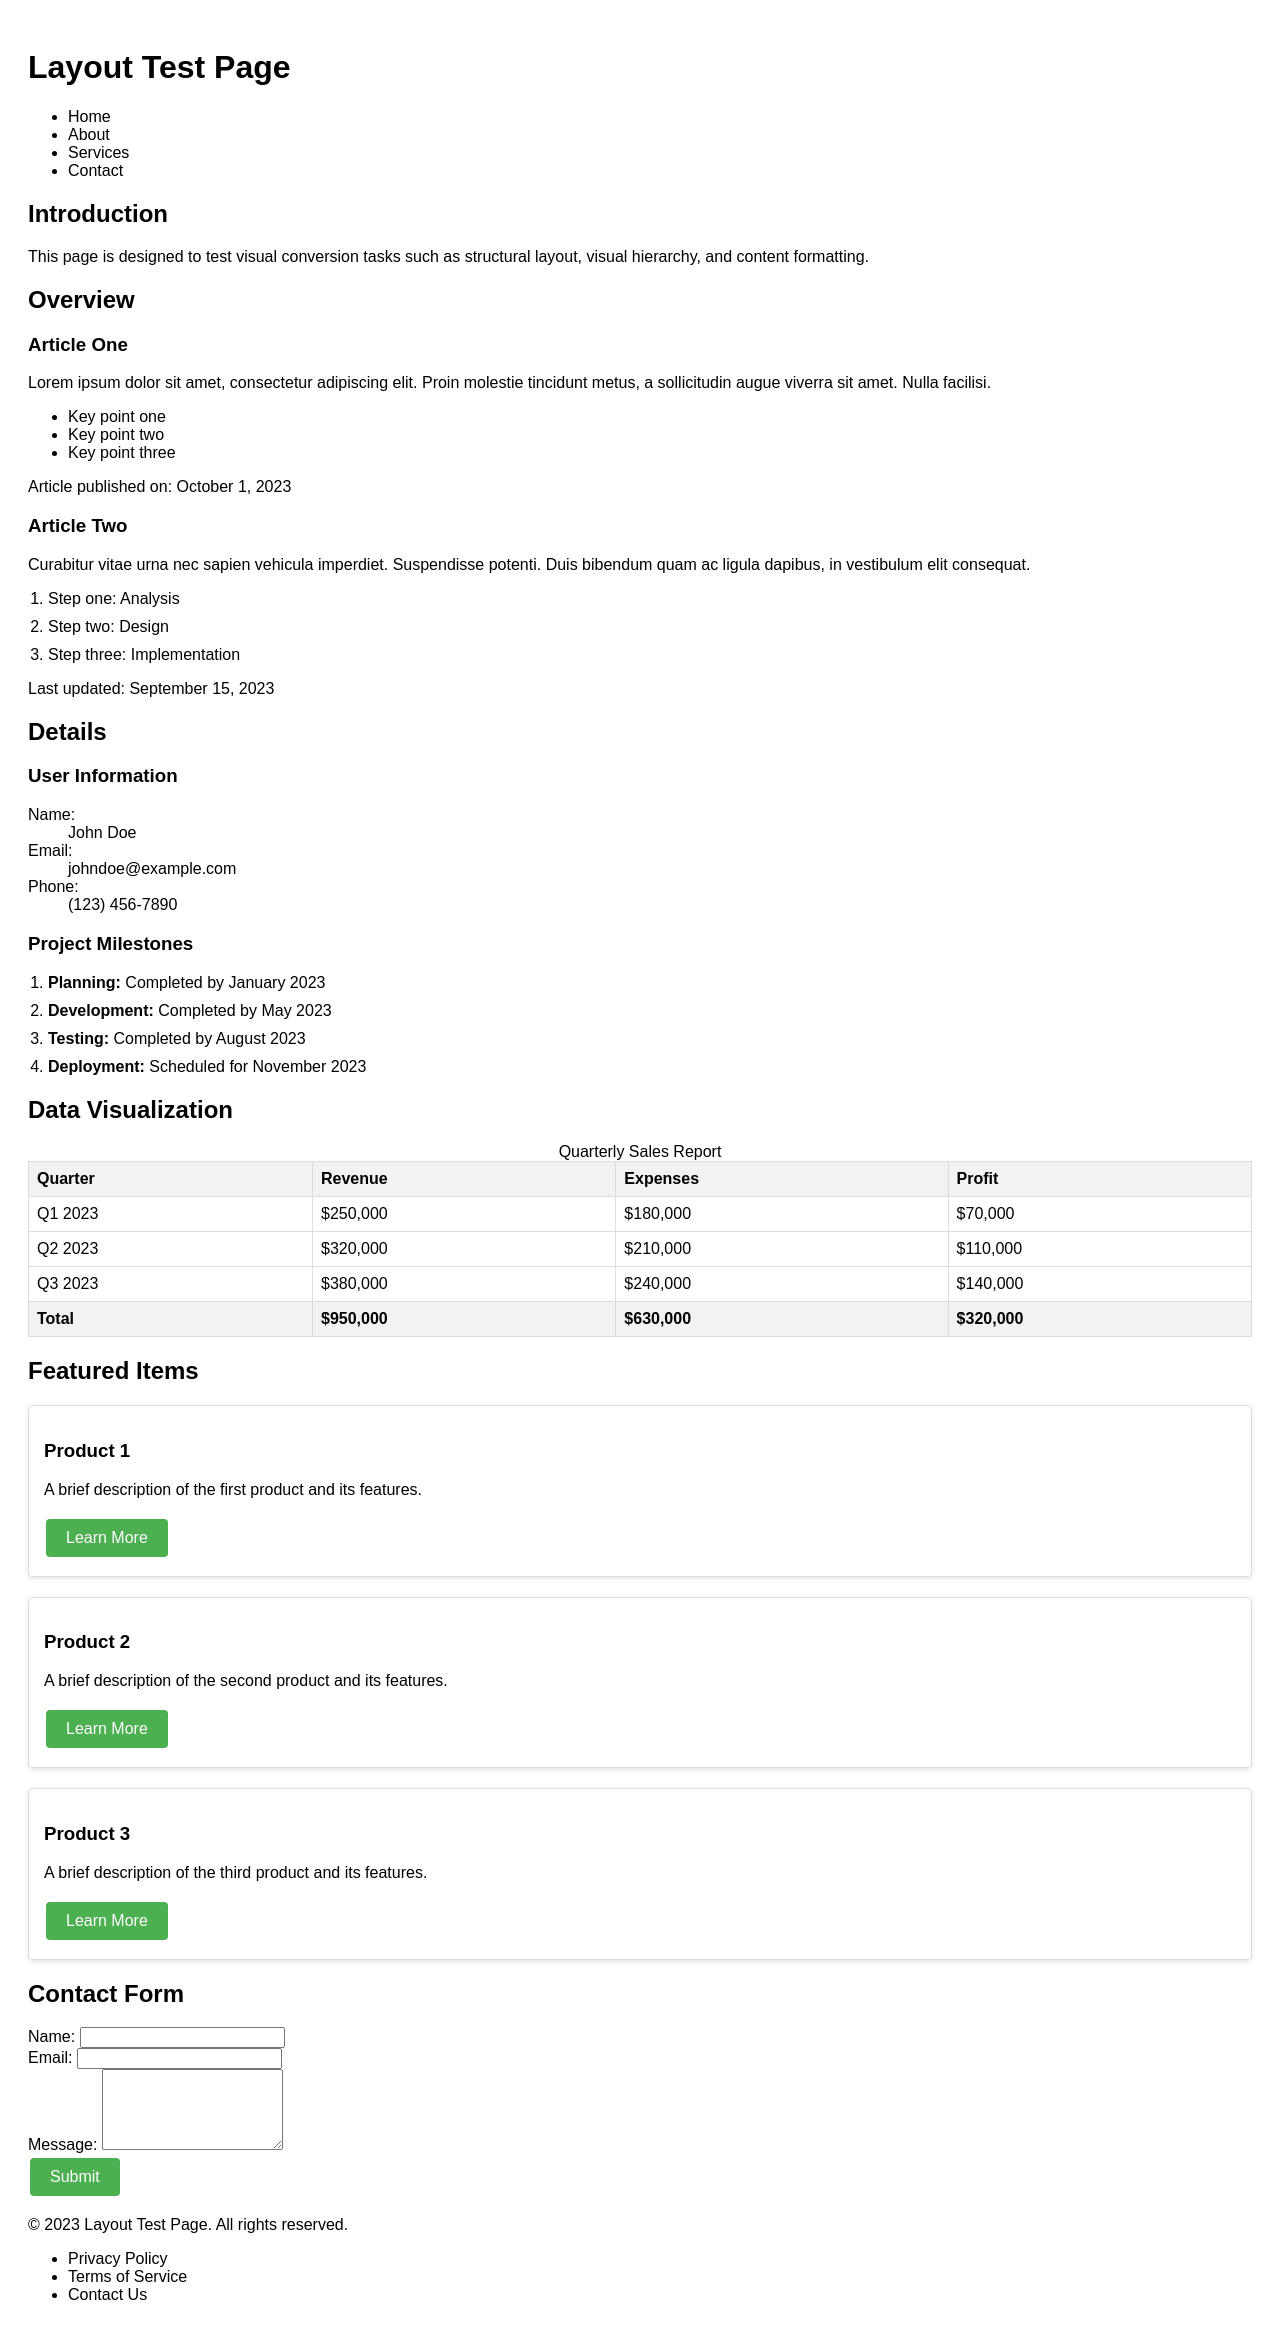 Layout Test Page
• Home
• About
• Services
• Contact
Introduction
This page is designed to test visual conversion tasks such as structural layout, visual hierarchy, and content formatting.
Overview
Article One
Lorem ipsum dolor sit amet, consectetur adipiscing elit. Proin molestie tincidunt metus, a sollicitudin augue viverra sit amet. Nulla facilisi.
• Key point one
• Key point two
• Key point three
Article published on: October 1, 2023
Article Two
Curabitur vitae urna nec sapien vehicula imperdiet. Suspendisse potenti. Duis bibendum quam ac ligula dapibus, in vestibulum elit consequat.
1. Step one: Analysis
2. Step two: Design
3. Step three: Implementation
Last updated: September 15, 2023
Details
User Information
Name:
John Doe
Email:
johndoe@example.com
Phone:
(123) 456-7890
Project Milestones
1. Planning: Completed by January 2023
2. Development: Completed by May 2023
3. Testing: Completed by August 2023
4. Deployment: Scheduled for November 2023
Data Visualization
Quarterly Sales Report
Quarter Revenue Expenses Profit
Q1 2023 $250,000 $180,000 $70,000
Q2 2023 $320,000 $210,000 $110,000
Q3 2023 $380,000 $240,000 $140,000
Total $950,000 $630,000 $320,000
Featured Items
Product 1
A brief description of the first product and its features.
Learn More
Product 2
A brief description of the second product and its features.
Learn More
Product 3
A brief description of the third product and its features.
Learn More
Contact Form
Name:
Email:
Message:
Submit
© 2023 Layout Test Page. All rights reserved.
• Privacy Policy
• Terms of Service
• Contact Us